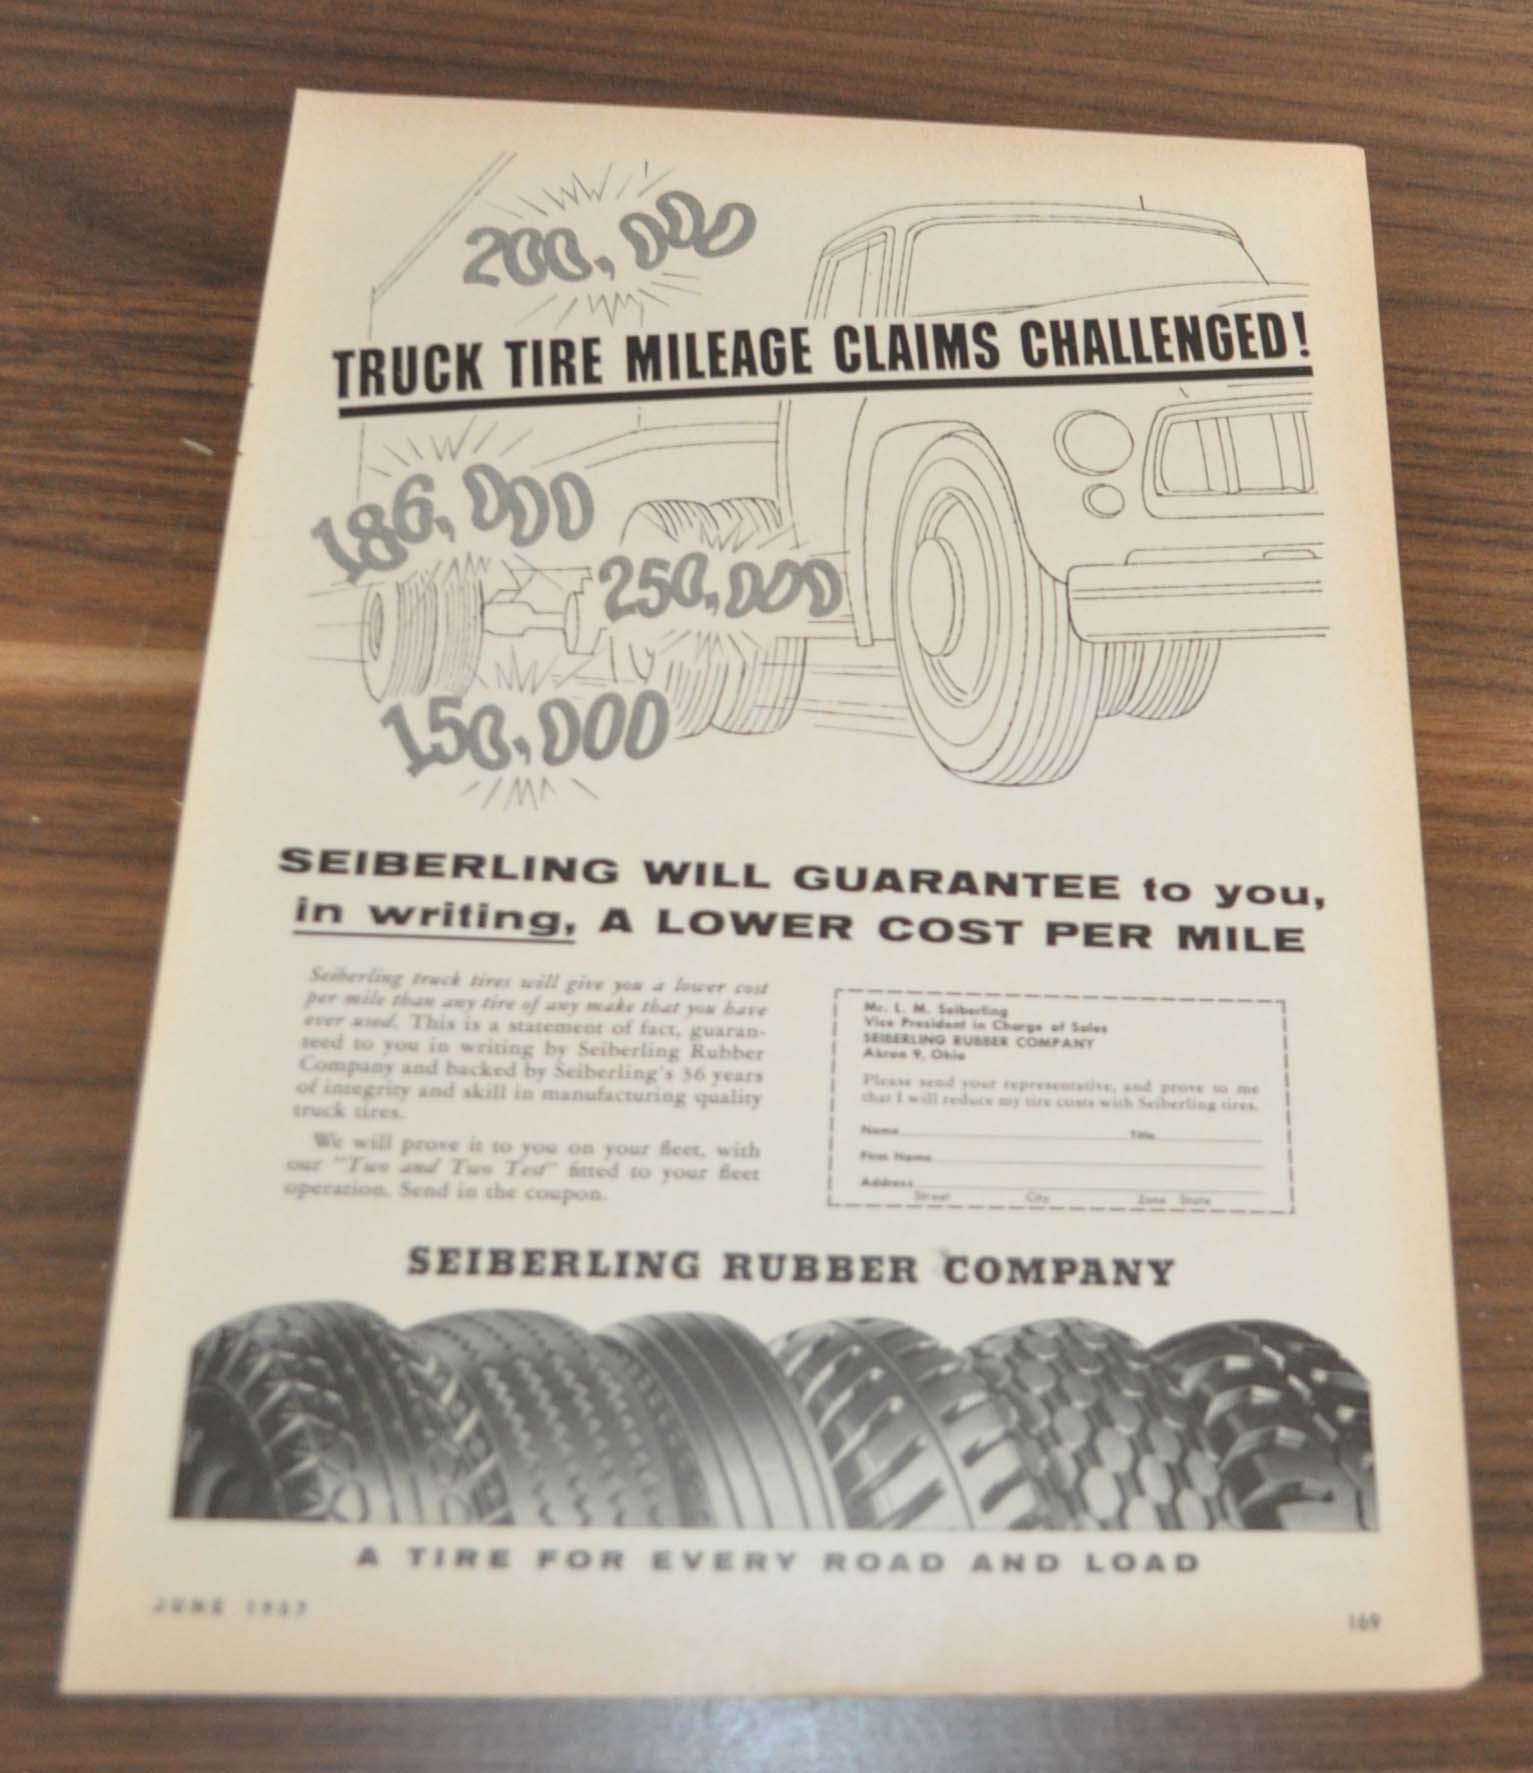 200,000
TRUCK TIRE MILEAGE CLAIMS CHALLENGED!
186,000
250,000
150,000
SEIBERLING WILL GUARANTEE to you,
in writing, A LOWER COST PER MILE
Seiberling truck tires will give you a lower cost
per mile than any tire of any make that you have
ever used. This is a statement of fact, guaran-
teed to you in writing by Seiberling Rubber
Company and backed by Seiberling's 36 years
of integrity and skill in manufacturing quality
truck tires.
We will prove it to you on your fleet, with
our "Two and Two Test" fitted to your fleet
operation. Send in the coupon.
Mr. L. M. Seiberling
Vice President in Charge of Sales
SEIBERLING RUBBER COMPANY
Akron 9, Ohio
Please send your representative, and prove to me
that I will reduce my tire costs with Seiberling tires.
Name Title
Firm Name
Address
Street City Zone State
SEIBERLING RUBBER COMPANY
A TIRE FOR EVERY ROAD AND LOAD
JUNE 1957
169